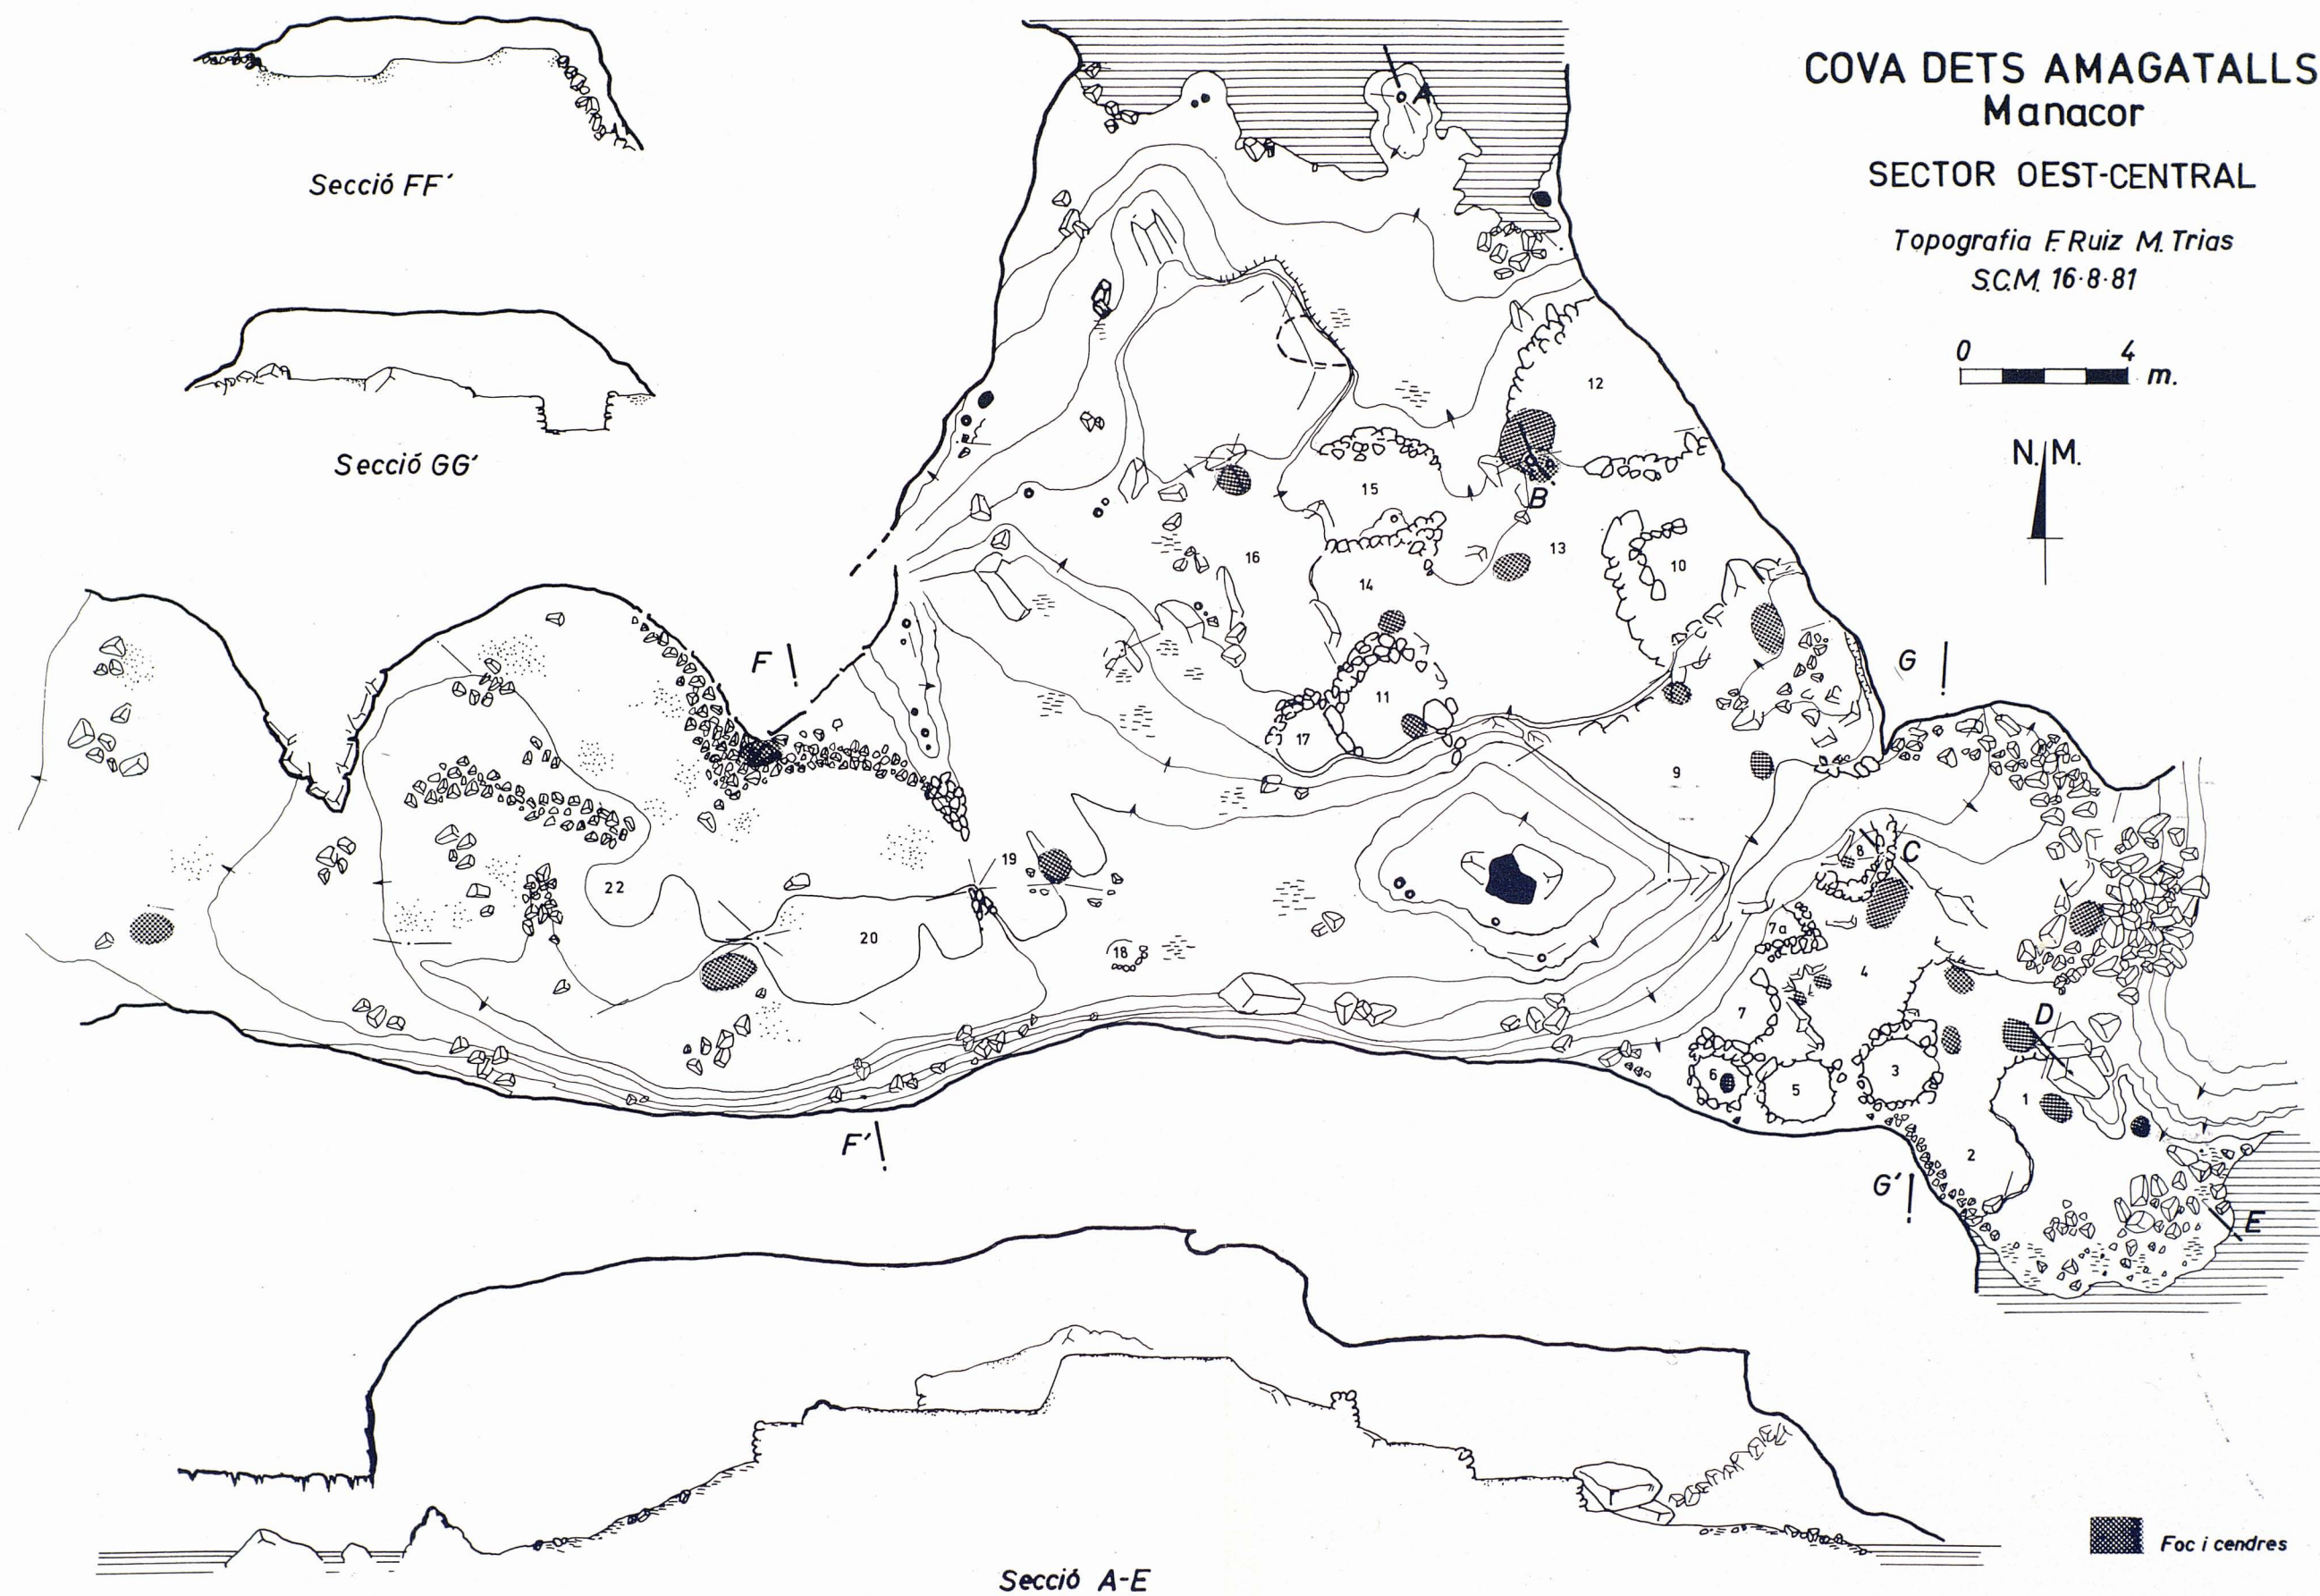 COVA DETS AMAGATALLS
Manacor
SECTOR OEST-CENTRAL
Topografia F. Ruiz M. Trias
S.C.M. 16·8·81
0 4 m.
N. M.
Secció FF´
Secció GG´
A
12
B
15
13
16
10
14
F
G
11
17
9
19
8
C
22
20
7a
18
4
7
D
6
5
3
1
F´
2
G´
E
Secció A-E
Foc i cendres